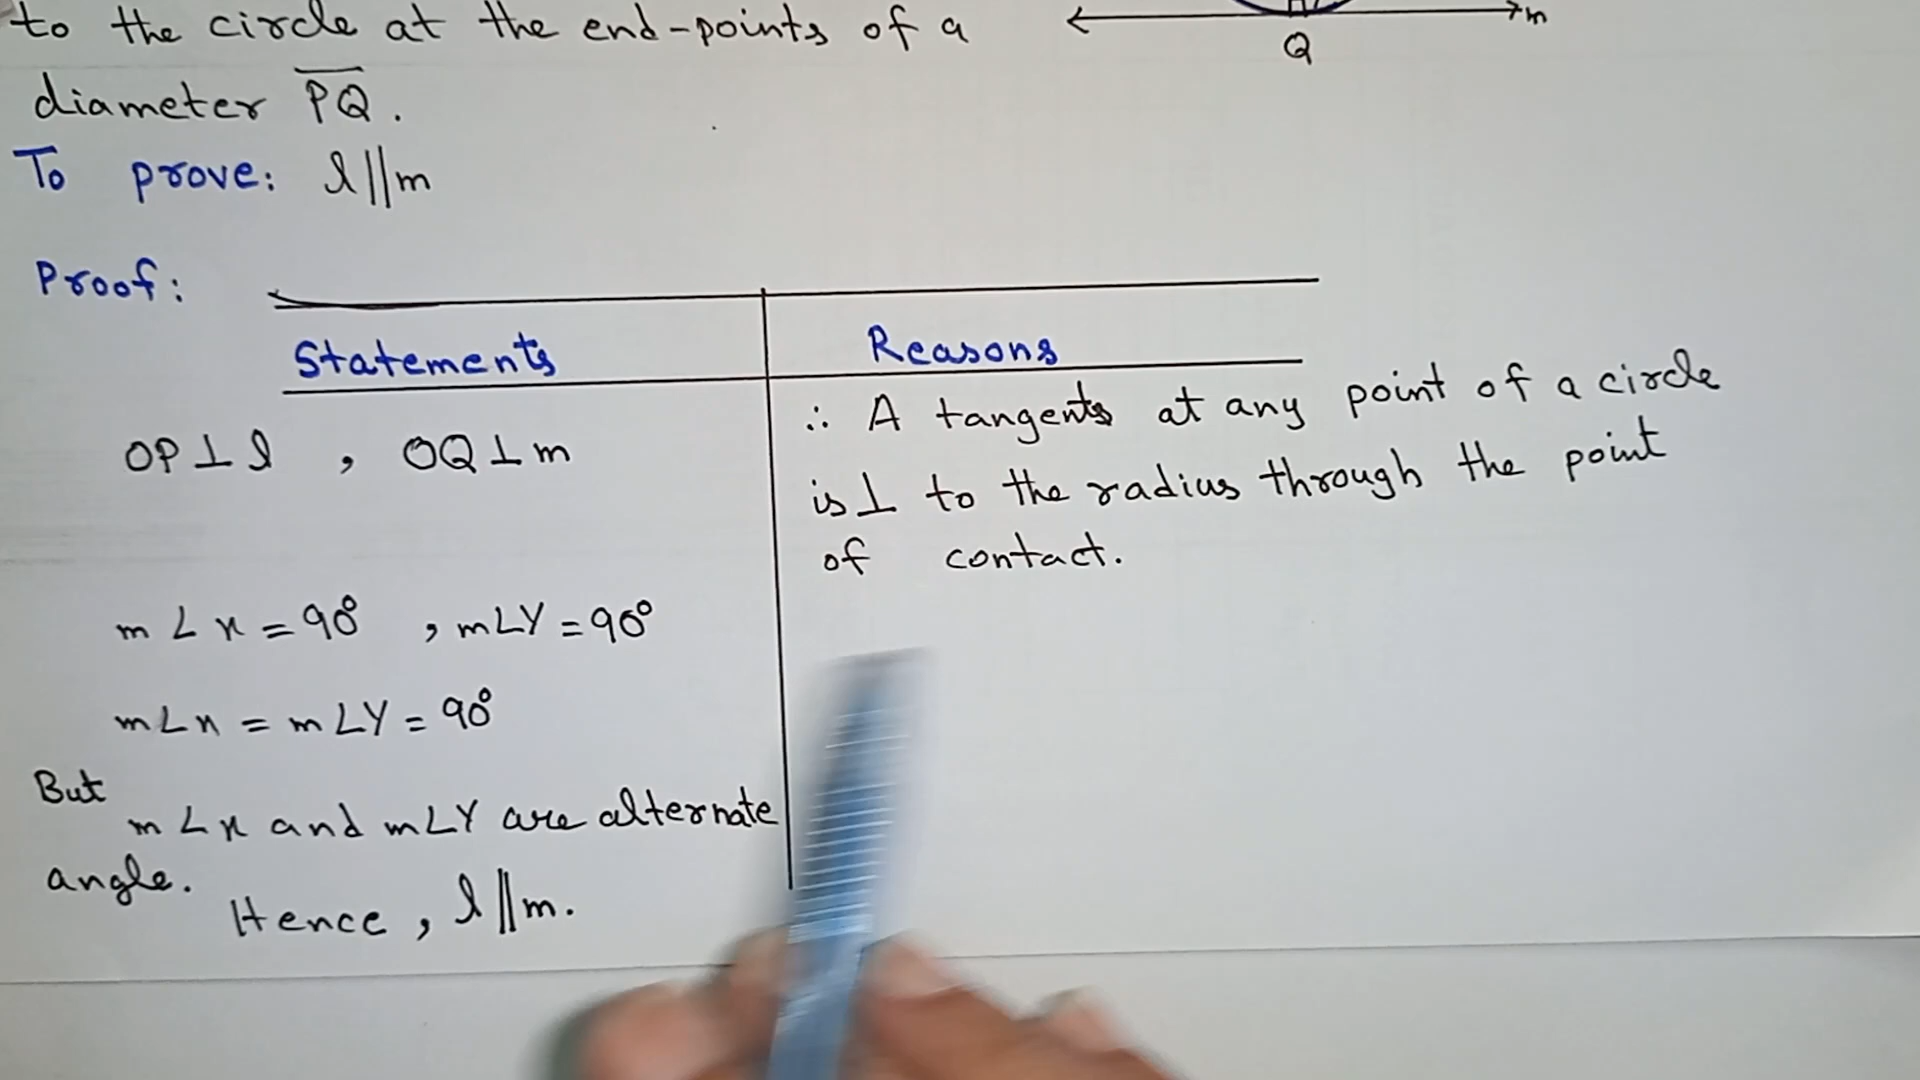 to the circle at the end-points of a
m
Q
diameter PQ.
To prove: l||m
Proof:
Statements
Reasons
OP⊥l , OQ⊥m
∴ A tangents at any point of a circle
is ⊥ to the radius through the point
of contact.
m∠x = 90° , m∠Y = 90°
m∠x = m∠Y = 90°
But
m∠x and m∠Y are alternate
angle.
Hence, l||m.